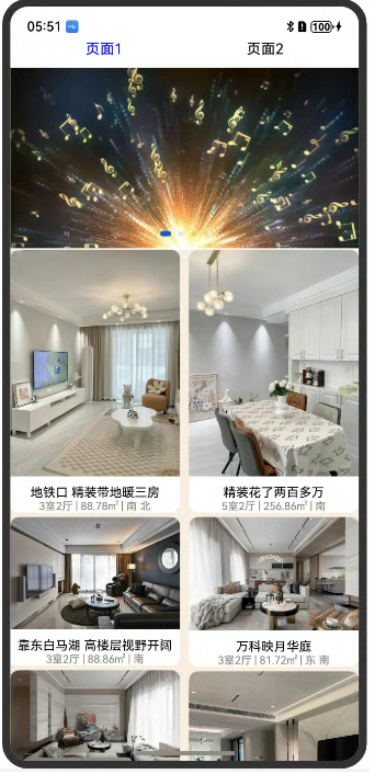 05:51
100
页面1
页面2
地铁口 精装带地暖三房
3室2厅 | 88.78㎡ | 南 北
精装花了两百多万
5室2厅 | 256.86㎡ | 南
靠东白马湖 高楼层视野开阔
3室2厅 | 88.86㎡ | 南
万科映月华庭
3室2厅 | 81.72㎡ | 东 南